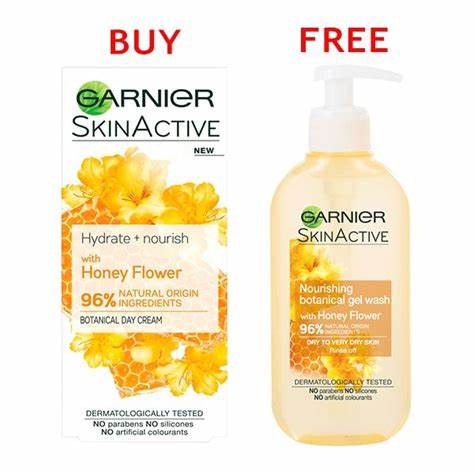 BUY
FREE
GARNIER
SKINACTIVE
NEW
Hydrate + nourish
with
Honey Flower
96% NATURAL ORIGIN
INGREDIENTS
BOTANICAL DAY CREAM
DERMATOLOGICALLY TESTED
NO parabens NO silicones
NO artificial colourants
GARNIER
SKINACTIVE
Nourishing
botanical gel wash
with Honey Flower
96% NATURAL ORIGIN
INGREDIENTS
DRY TO VERY DRY SKIN
Rinse off
DERMATOLOGICALLY TESTED
NO parabens NO silicones
NO artificial colourants